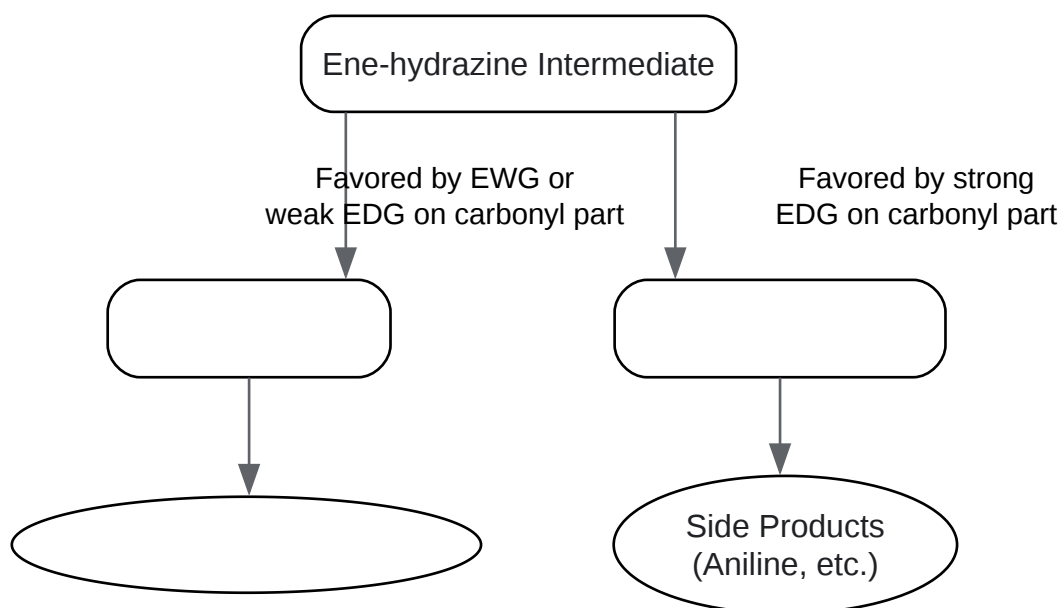 Ene-hydrazine Intermediate
Favored by EWG or
weak EDG on carbonyl part
Favored by strong
EDG on carbonyl part
Side Products
(Aniline, etc.)